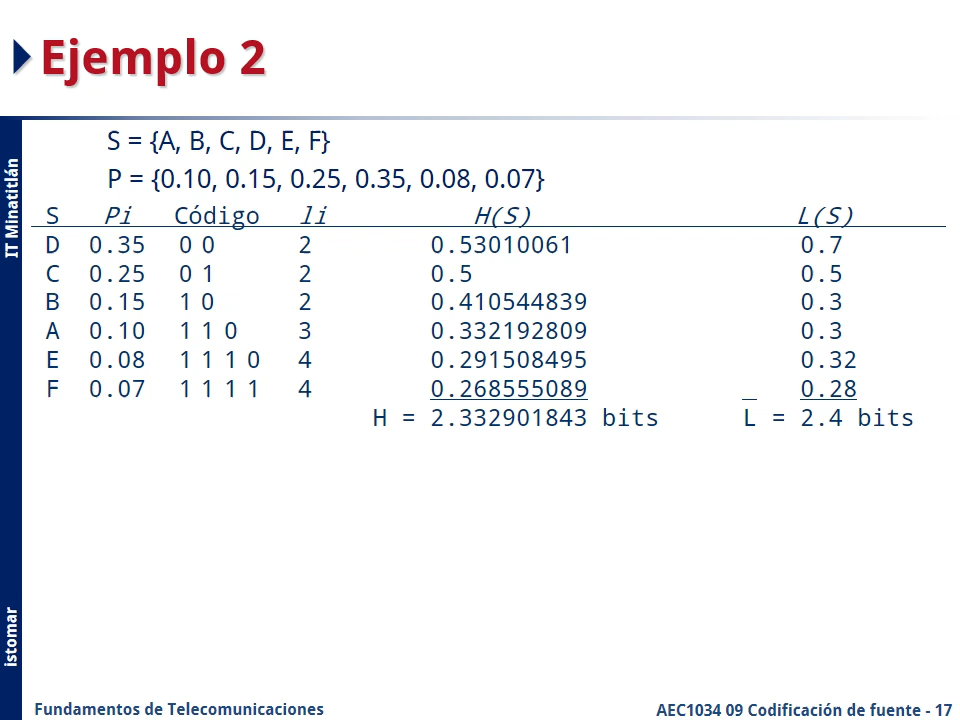 Ejemplo 2
S = {A, B, C, D, E, F}
P = {0.10, 0.15, 0.25, 0.35, 0.08, 0.07}
S Pi Código li H(S) L(S)
D 0.35 0 0 2 0.53010061 0.7
C 0.25 0 1 2 0.5 0.5
B 0.15 1 0 2 0.410544839 0.3
A 0.10 1 1 0 3 0.332192809 0.3
E 0.08 1 1 1 0 4 0.291508495 0.32
F 0.07 1 1 1 1 4 0.268555089 0.28
H = 2.332901843 bits L = 2.4 bits
IT Minatitlán
istomar
Fundamentos de Telecomunicaciones
AEC1034 09 Codificación de fuente - 17